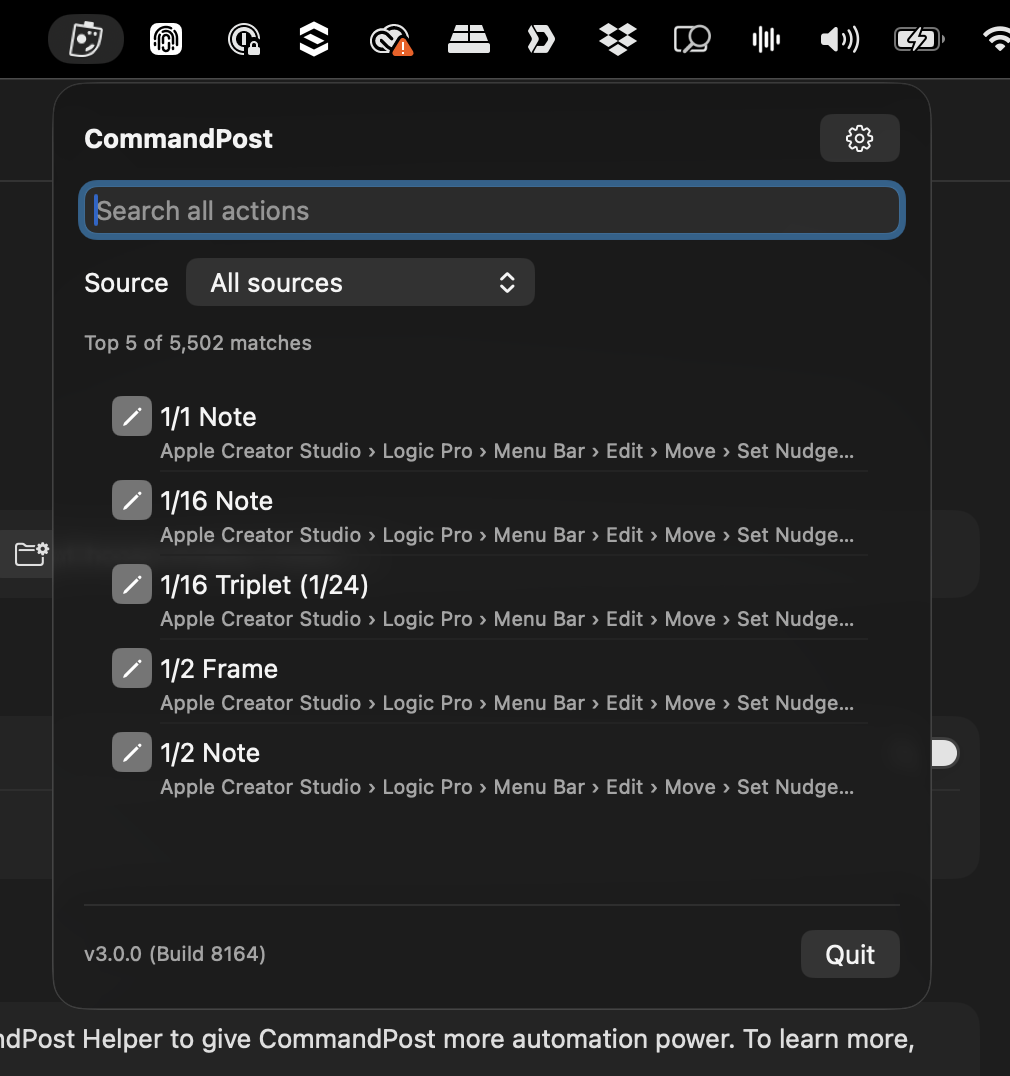 CommandPost
Search all actions
Source All sources
Top 5 of 5,502 matches
1/1 Note
Apple Creator Studio › Logic Pro › Menu Bar › Edit › Move › Set Nudge...
1/16 Note
Apple Creator Studio › Logic Pro › Menu Bar › Edit › Move › Set Nudge...
1/16 Triplet (1/24)
Apple Creator Studio › Logic Pro › Menu Bar › Edit › Move › Set Nudge...
1/2 Frame
Apple Creator Studio › Logic Pro › Menu Bar › Edit › Move › Set Nudge...
1/2 Note
Apple Creator Studio › Logic Pro › Menu Bar › Edit › Move › Set Nudge...
v3.0.0 (Build 8164) Quit
ndPost Helper to give CommandPost more automation power. To learn more,